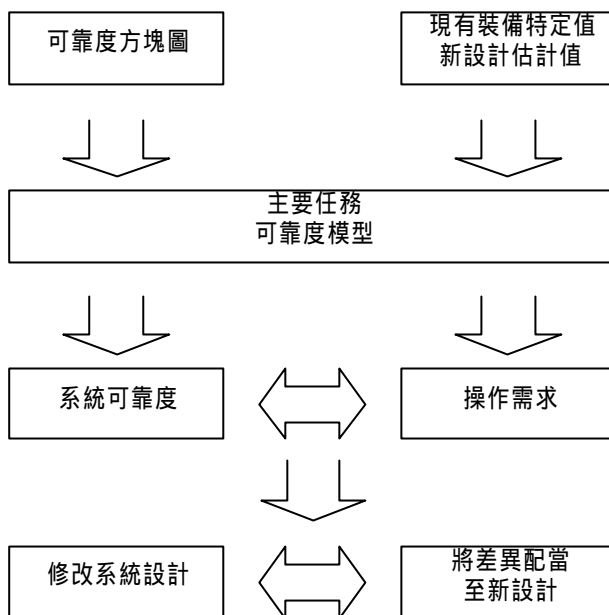 可靠度方塊圖
現有裝備特定值
新設計估計值
主要任務
可靠度模型
系統可靠度
操作需求
修改系統設計
將差異配當
至新設計